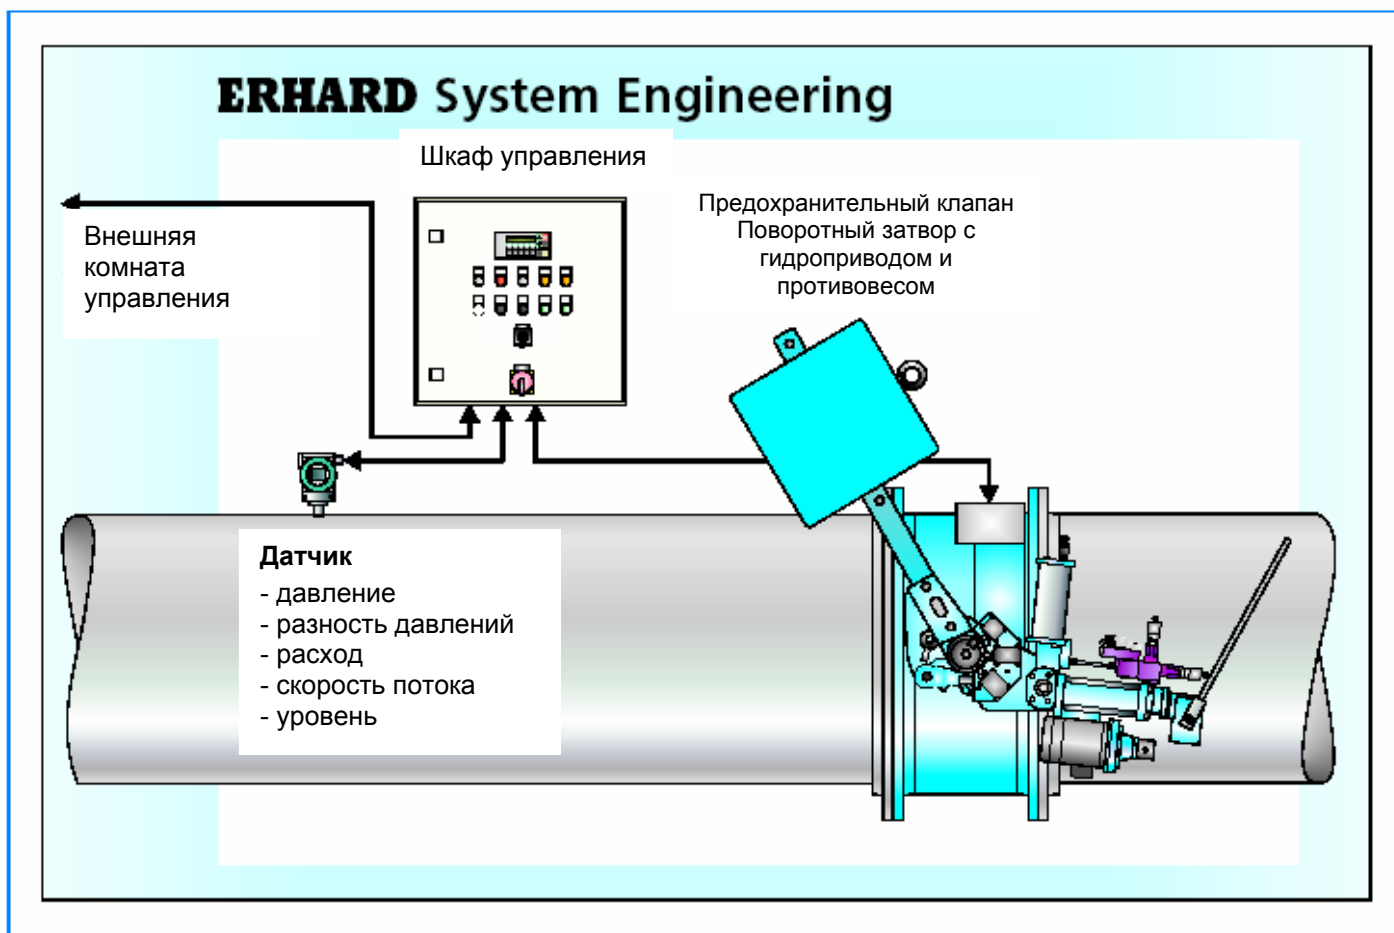 ERHARD System Engineering
Шкаф управления
Внешняя
комната
управления
Предохранительный клапан
Поворотный затвор с
гидроприводом и
противовесом
Датчик
- давление
- разность давлений
- расход
- скорость потока
- уровень